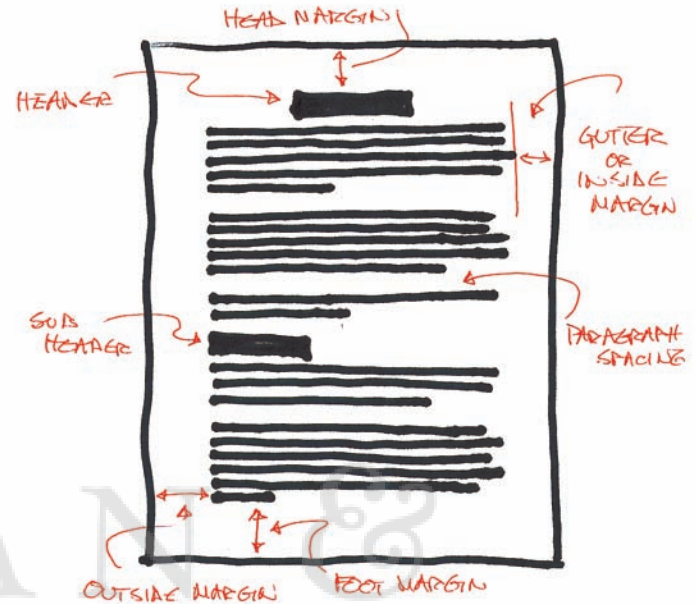 HEAD MARGIN
HEADER
GUTTER
OR
INSIDE
MARGIN
SUB
HEADER
PARAGRAPH
SPACING
A N &
OUTSIDE MARGIN
FOOT MARGIN